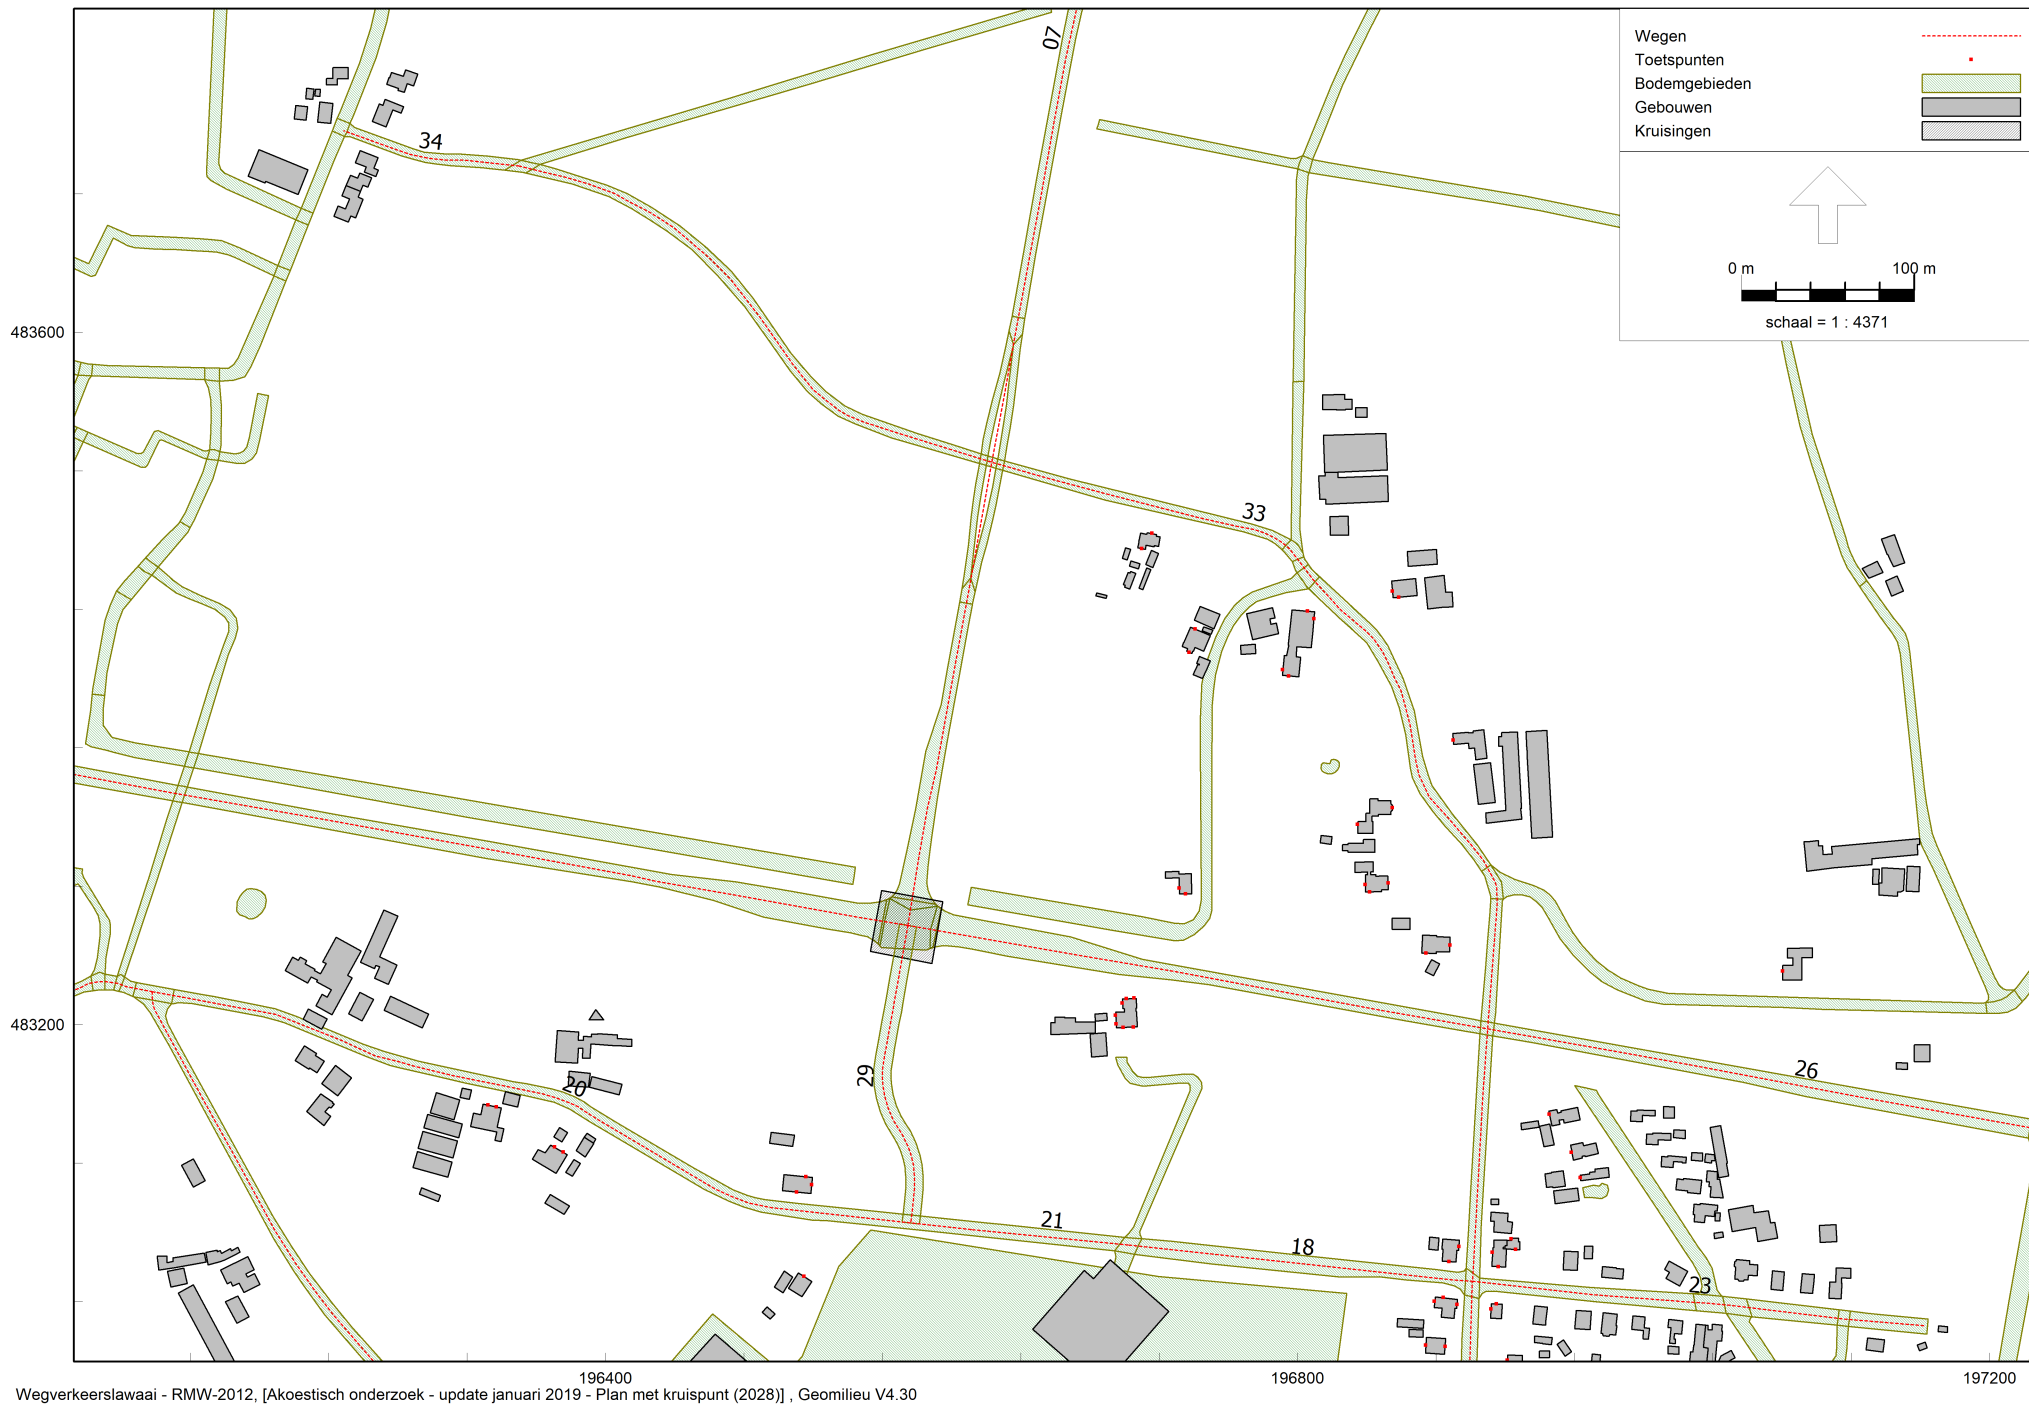 07
Wegen
Toetspunten
Bodemgebieden
Gebouwen
Kruisingen
34
0 m 100 m
schaal = 1 : 4371
483600
33
483200
29
26
20
21
18
23
196400 196800 197200
Wegverkeerslawaai - RMW-2012, [Akoestisch onderzoek - update januari 2019 - Plan met kruispunt (2028)] , Geomilieu V4.30